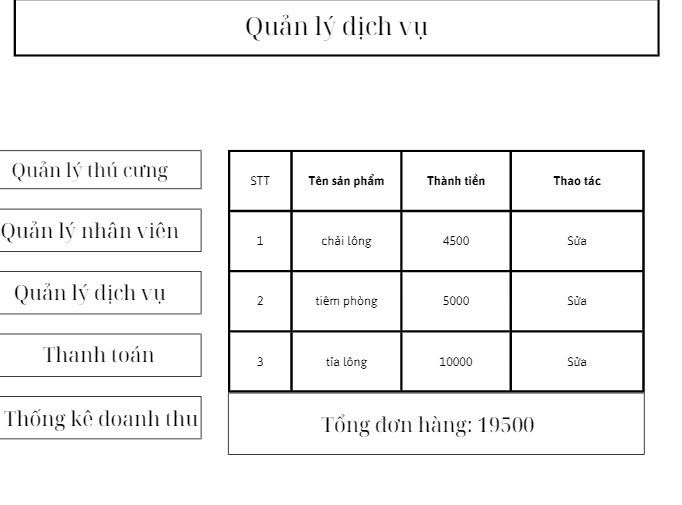 Quản lý dịch vụ
Quản lý thú cưng
Quản lý nhân viên
Quản lý dịch vụ
Thanh toán
Thống kê doanh thu
STT Tên sản phẩm Thành tiền Thao tác
1 chải lông 4500 Sửa
2 tiêm phòng 5000 Sửa
3 tỉa lông 10000 Sửa
Tổng đơn hàng: 19500